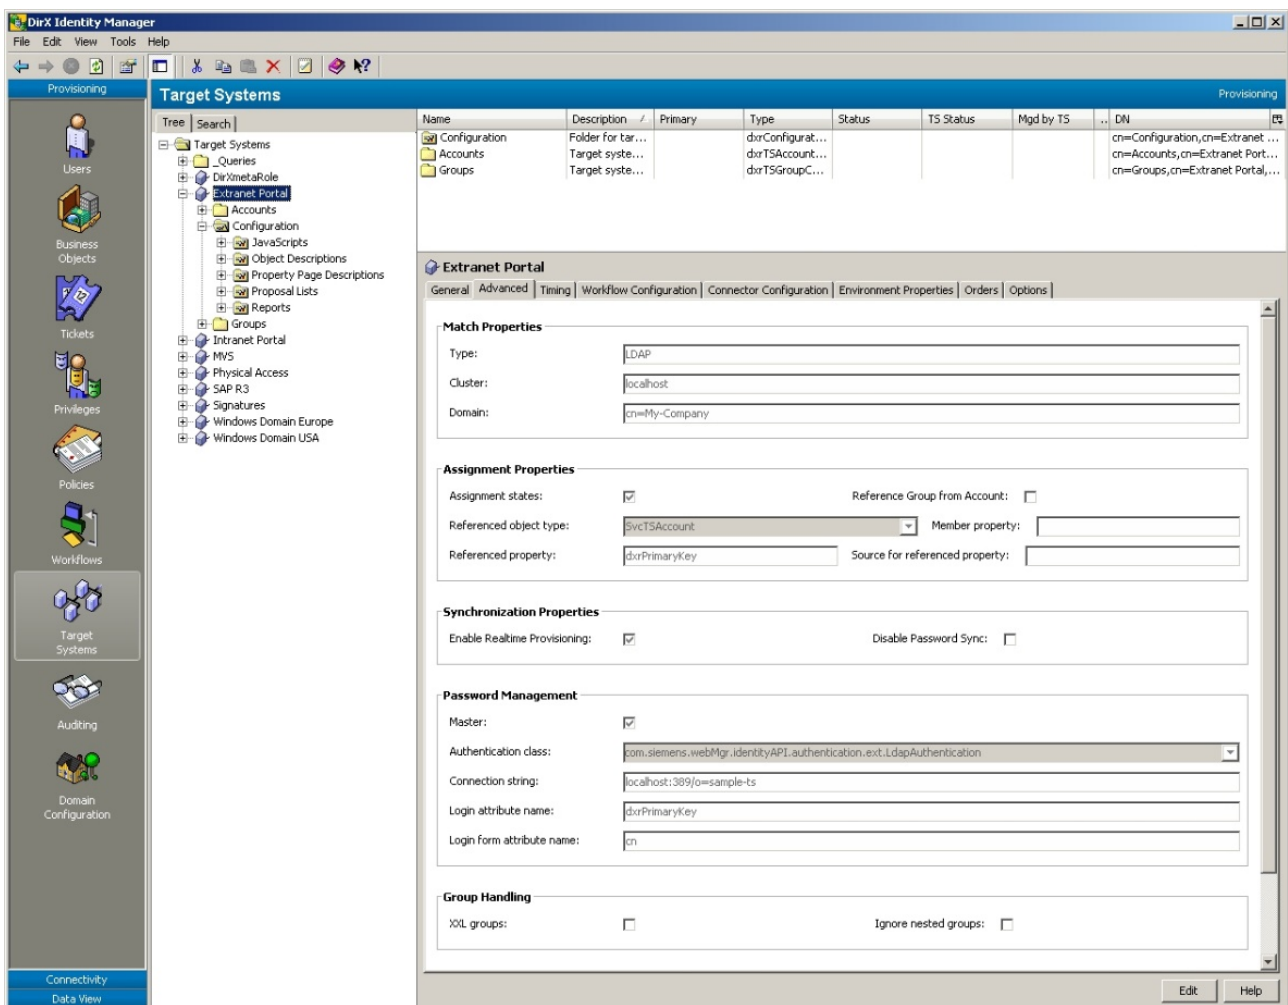 DirX Identity Manager
File Edit View Tools Help
Provisioning
Users
Business
Objects
Tickets
Privileges
Policies
Workflows
Target
Systems
Auditing
Domain
Configuration
Connectivity
Data View
Target Systems
Provisioning
Tree Search
Target Systems
_Queries
DirXmetaRole
Extranet Portal
Accounts
Configuration
JavaScripts
Object Descriptions
Property Page Descriptions
Proposal Lists
Reports
Groups
Intranet Portal
MVS
Physical Access
SAP R3
Signatures
Windows Domain Europe
Windows Domain USA
Name Description Primary Type Status TS Status Mgd by TS .. DN
Configuration Folder for tar... dxrConfigurat... cn=Configuration,cn=Extranet ...
Accounts Target syste... dxrTSAccount... cn=Accounts,cn=Extranet Port...
Groups Target syste... dxrTSGroupC... cn=Groups,cn=Extranet Portal,...
Extranet Portal
General Advanced Timing Workflow Configuration Connector Configuration Environment Properties Orders Options
Match Properties
Type: LDAP
Cluster: localhost
Domain: cn=My-Company
Assignment Properties
Assignment states: Reference Group from Account:
Referenced object type: SvcTSAccount Member property:
Referenced property: dxrPrimaryKey Source for referenced property:
Synchronization Properties
Enable Realtime Provisioning: Disable Password Sync:
Password Management
Master:
Authentication class: com.siemens.webMgr.identityAPI.authentication.ext.LdapAuthentication
Connection string: localhost:389/o=sample-ts
Login attribute name: dxrPrimaryKey
Login form attribute name: cn
Group Handling
XXL groups: Ignore nested groups:
Edit Help